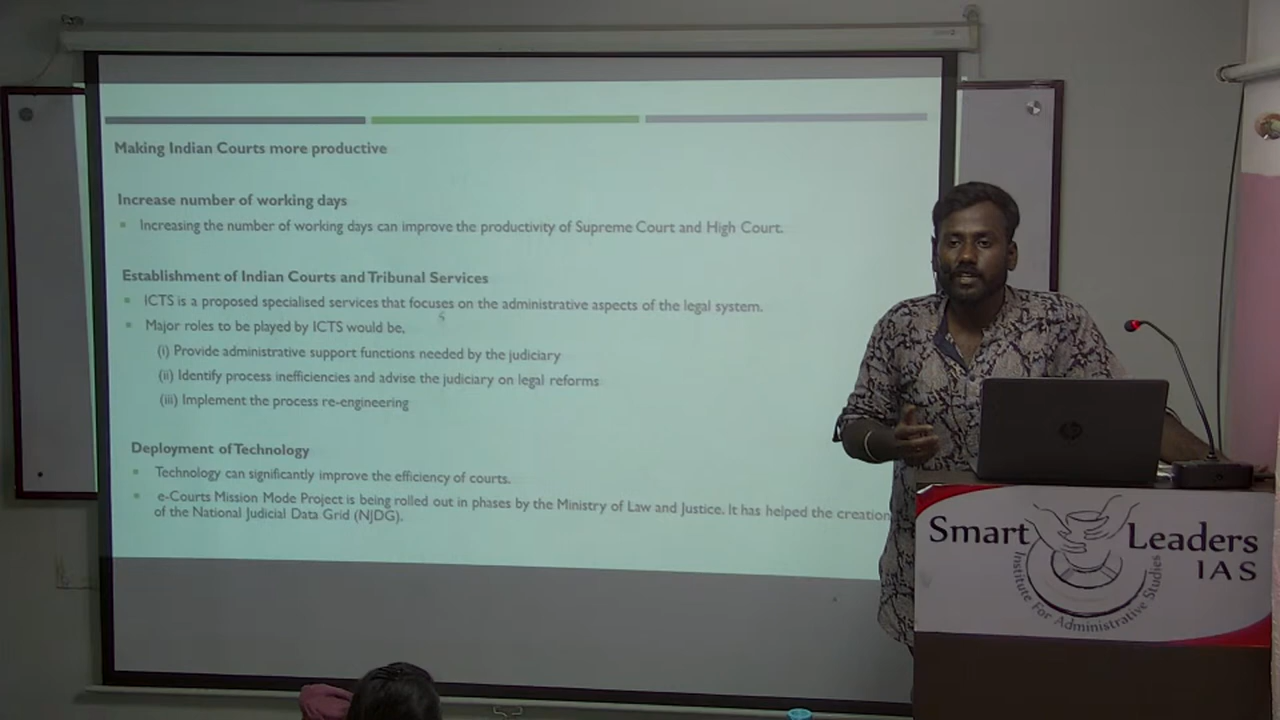 Making Indian Courts more productive
Increase number of working days
Increasing the number of working days can improve the productivity of Supreme Court and High Court.
Establishment of Indian Courts and Tribunal Services
ICTS is a proposed specialised services that focuses on the administrative aspects of the legal system.
Major roles to be played by ICTS would be,
(i) Provide administrative support functions needed by the judiciary
(ii) Identify process inefficiencies and advise the judiciary on legal reforms
(iii) Implement the process re-engineering
Deployment of Technology
Technology can significantly improve the efficiency of courts.
e-Courts Mission Mode Project is being rolled out in phases by the Ministry of Law and Justice. It has helped the creation
of the National Judicial Data Grid (NJDG).
hp
Smart Leaders
IAS
Institute For Administrative Studies